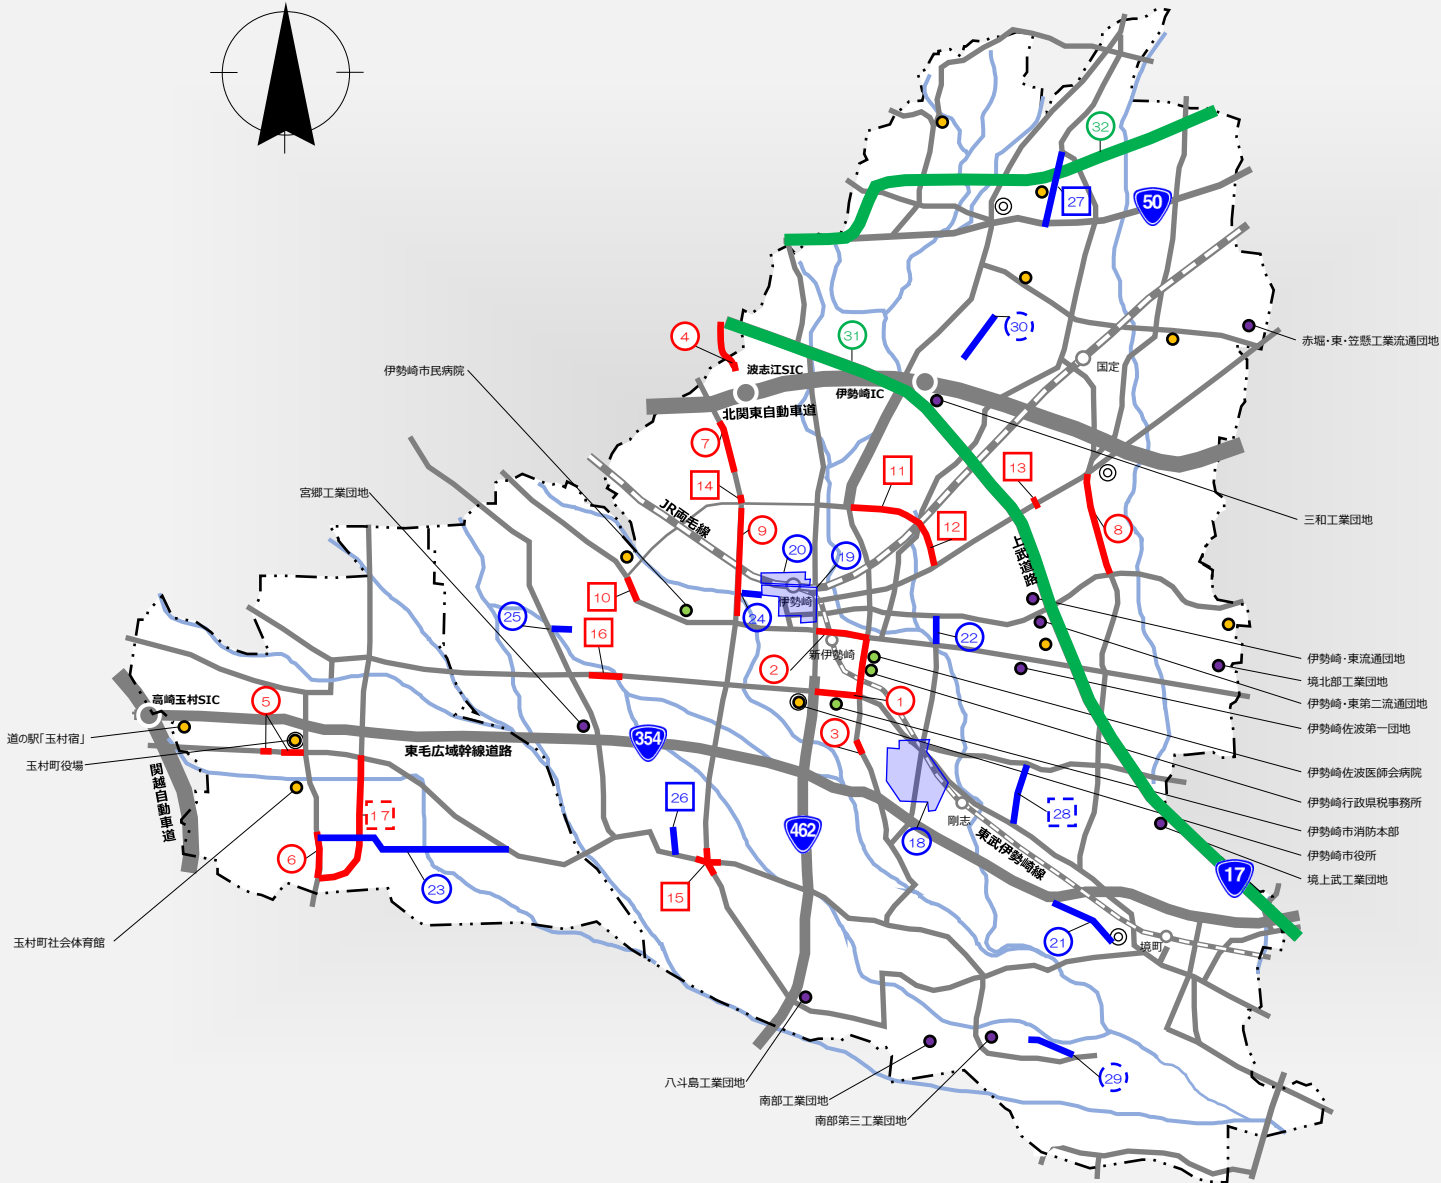 32
27
50
30
赤堀・東・笠懸工業流通団地
4
31
波志江SIC
伊勢崎IC
国定
伊勢崎市民病院
北関東自動車道
7
11
13
14
宮郷工業団地
JR両毛線
三和工業団地
9
12
8
20
19
上武道路
10
伊勢崎
24
25
16
22
新伊勢崎
伊勢崎・東流通団地
2
境北部工業団地
高崎玉村SIC
5
1
伊勢崎・東第二流通団地
3
伊勢崎佐波第一団地
道の駅「玉村宿」
354
東毛広域幹線道路
玉村町役場
伊勢崎佐波医師会病院
関越自動車道
26
伊勢崎行政県税事務所
17
28
剛志
462
伊勢崎市消防本部
18
東武伊勢崎線
6
伊勢崎市役所
23
17
境上武工業団地
15
玉村町社会体育館
21
境町
八斗島工業団地
29
南部工業団地
南部第三工業団地